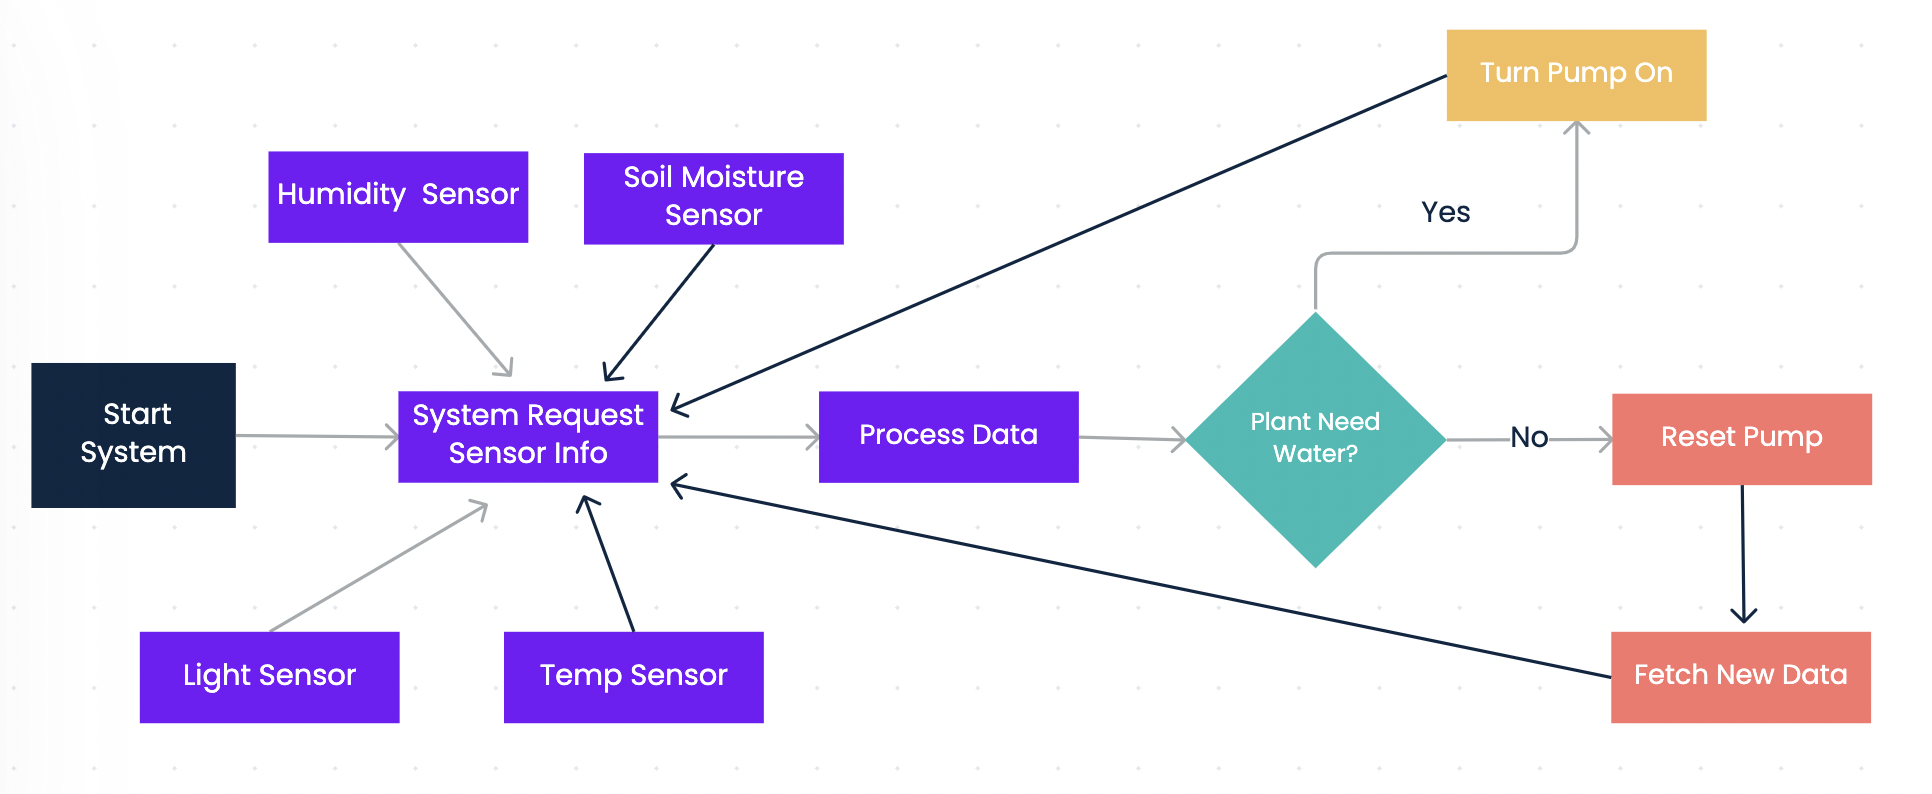 Turn Pump On
Humidity  Sensor
Soil Moisture
Sensor
Yes
Start
System
System Request
Sensor Info
Process Data
Plant Need
Water?
No
Reset Pump
Light Sensor
Temp Sensor
Fetch New Data